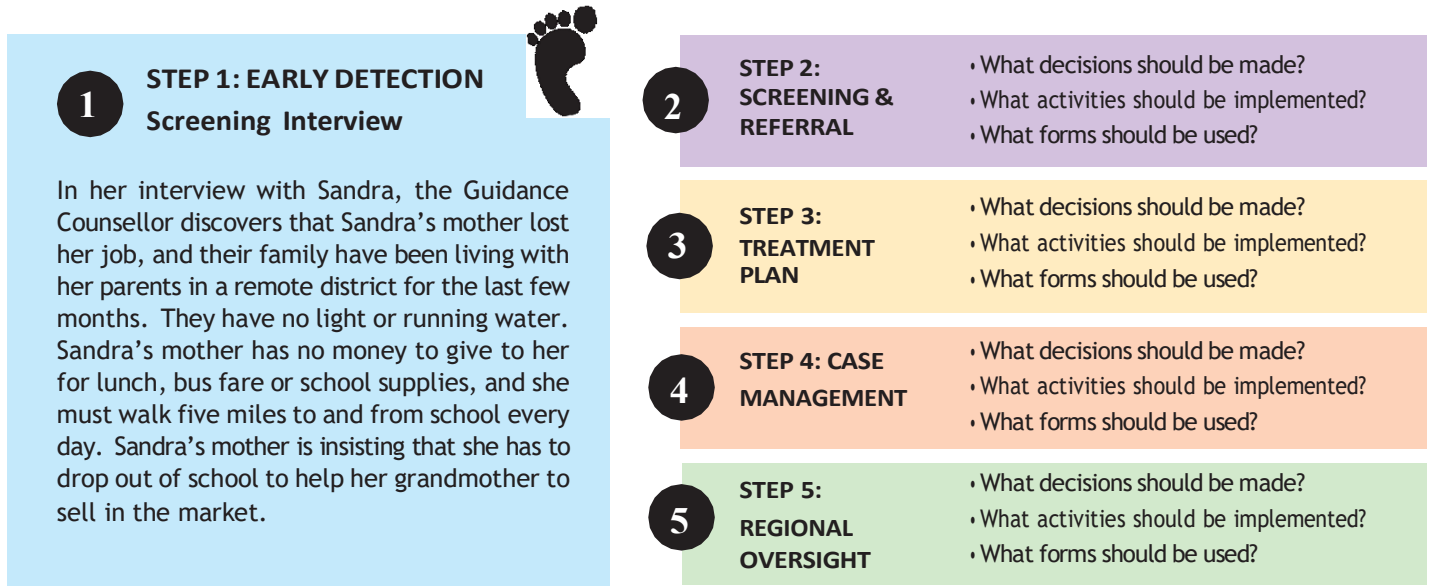 1
STEP 1: EARLY DETECTION
Screening Interview
In her interview with Sandra, the Guidance
Counsellor discovers that Sandra's mother lost
her job, and their family have been living with
her parents in a remote district for the last few
months. They have no light or running water.
Sandra's mother has no money to give to her
for lunch, bus fare or school supplies, and she
must walk five miles to and from school every
day. Sandra's mother is insisting that she has to
drop out of school to help her grandmother to
sell in the market.
2
STEP 2:
SCREENING &
REFERRAL
• What decisions should be made?
• What activities should be implemented?
• What forms should be used?
3
STEP 3:
TREATMENT
PLAN
• What decisions should be made?
• What activities should be implemented?
• What forms should be used?
4
STEP 4: CASE
MANAGEMENT
• What decisions should be made?
• What activities should be implemented?
• What forms should be used?
5
STEP 5:
REGIONAL
OVERSIGHT
• What decisions should be made?
• What activities should be implemented?
• What forms should be used?